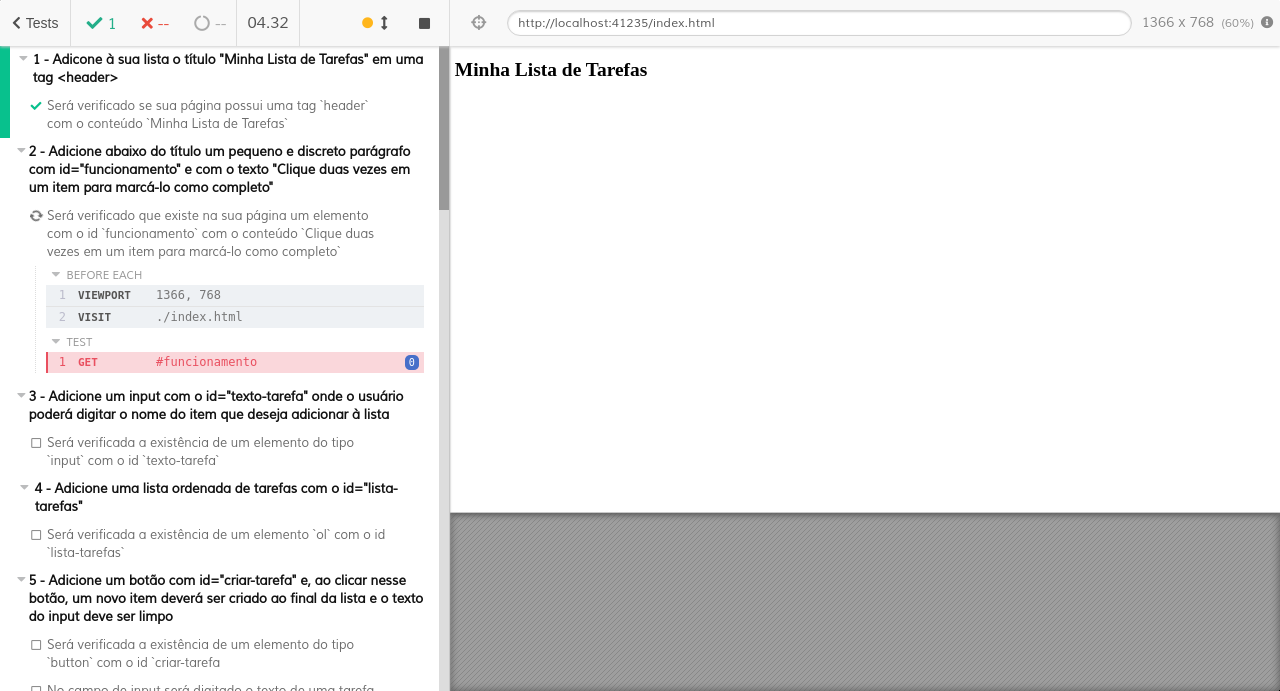 Tests 1 -- -- 04.32
http://localhost:41235/index.html 1366 x 768 (60%)
1 - Adicone à sua lista o título "Minha Lista de Tarefas" em uma
tag <header>
Será verificado se sua página possui uma tag `header`
com o conteúdo `Minha Lista de Tarefas`
2 - Adicione abaixo do título um pequeno e discreto parágrafo
com id="funcionamento" e com o texto "Clique duas vezes em
um item para marcá-lo como completo"
Será verificado que existe na sua página um elemento
com o id `funcionamento` com o conteúdo `Clique duas
vezes em um item para marcá-lo como completo`
BEFORE EACH
1 VIEWPORT 1366, 768
2 VISIT ./index.html
TEST
1 GET #funcionamento 0
3 - Adicione um input com o id="texto-tarefa" onde o usuário
poderá digitar o nome do item que deseja adicionar à lista
Será verificada a existência de um elemento do tipo
`input` com o id `texto-tarefa`
4 - Adicione uma lista ordenada de tarefas com o id="lista-
tarefas"
Será verificada a existência de um elemento `ol` com o id
`lista-tarefas`
5 - Adicione um botão com id="criar-tarefa" e, ao clicar nesse
botão, um novo item deverá ser criado ao final da lista e o texto
do input deve ser limpo
Será verificada a existência de um elemento do tipo
`button` com o id `criar-tarefa
No campo de input será digitado o texto de uma tarefa
Minha Lista de Tarefas